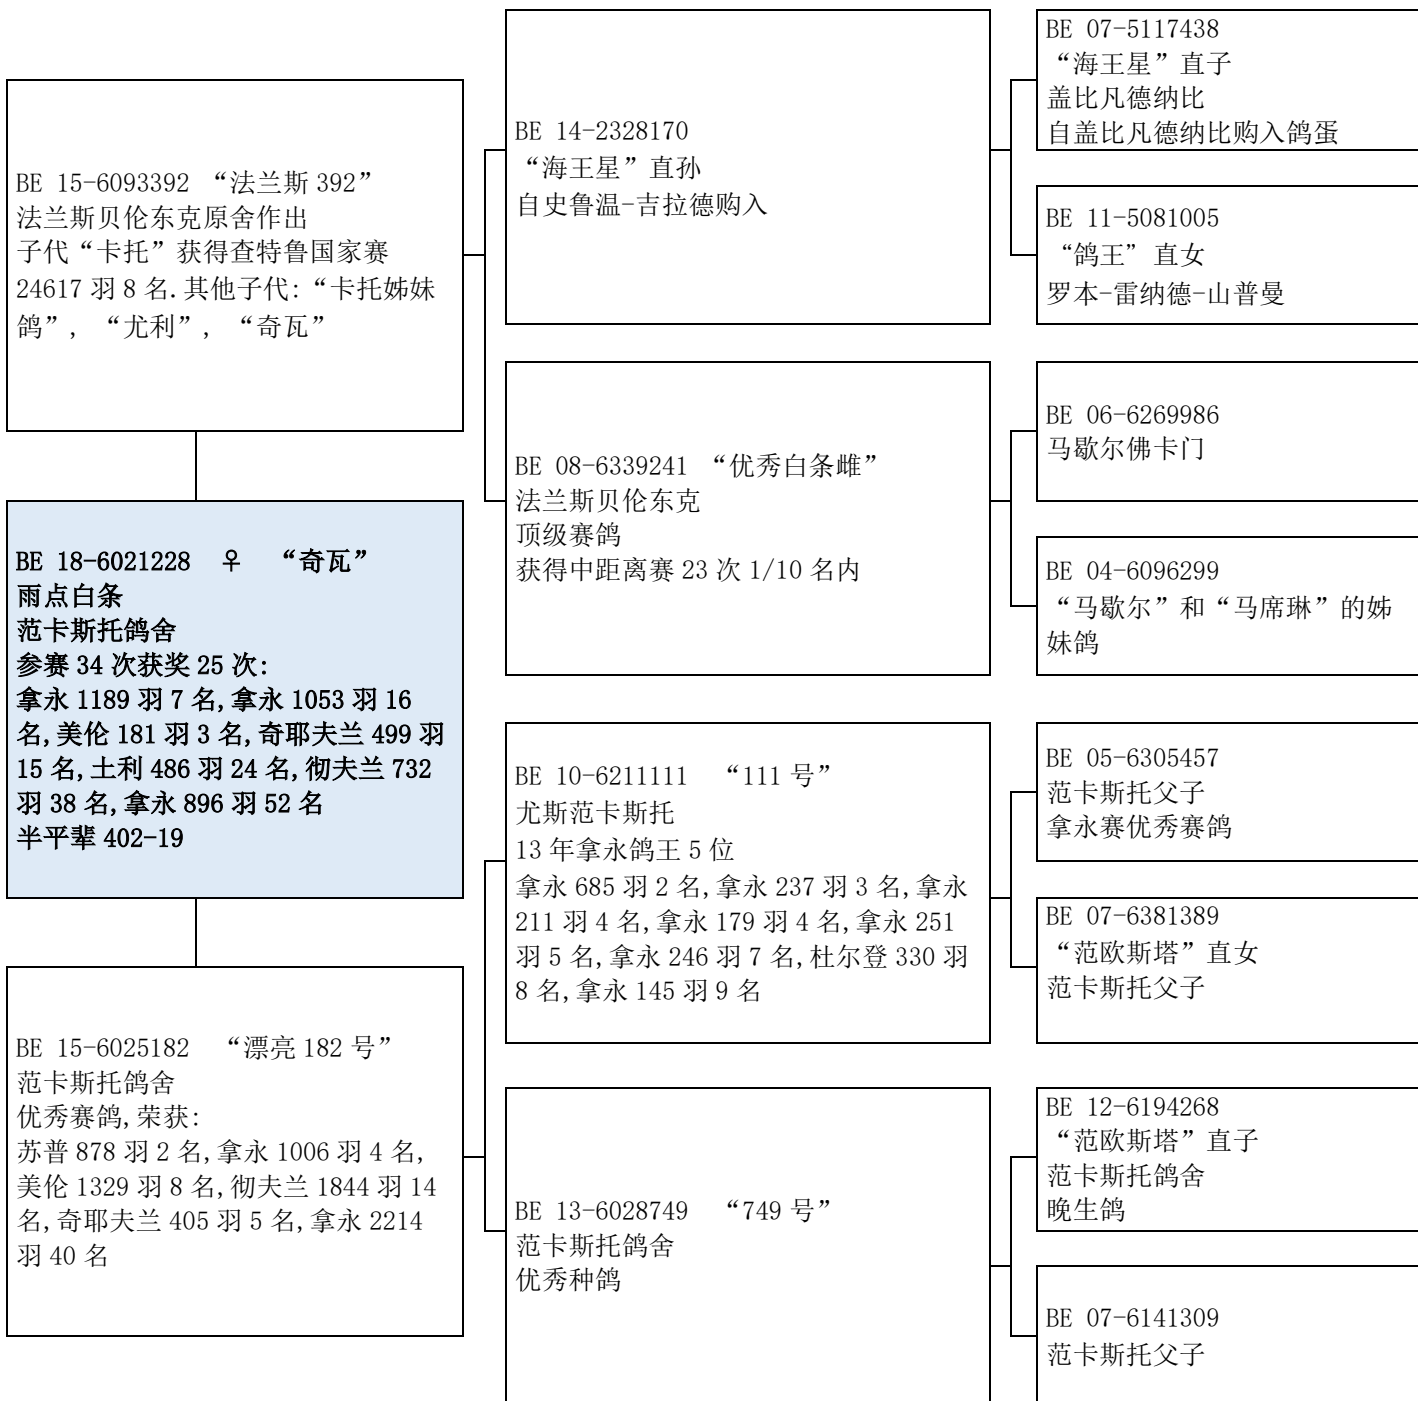 BE 15-6093392 “法兰斯 392”
法兰斯贝伦东克原舍作出
子代“卡托”获得查特鲁国家赛
24617 羽 8 名.其他子代:“卡托姊妹
鸽”, “尤利”, “奇瓦”
BE 18-6021228 ♀ “奇瓦”
雨点白条
范卡斯托鸽舍
参赛 34 次获奖 25 次:
拿永 1189 羽 7 名,拿永 1053 羽 16
名,美伦 181 羽 3 名,奇耶夫兰 499 羽
15 名,土利 486 羽 24 名,彻夫兰 732
羽 38 名,拿永 896 羽 52 名
半平辈 402-19
BE 15-6025182 “漂亮 182 号”
范卡斯托鸽舍
优秀赛鸽,荣获:
苏普 878 羽 2 名,拿永 1006 羽 4 名,
美伦 1329 羽 8 名,彻夫兰 1844 羽 14
名,奇耶夫兰 405 羽 5 名,拿永 2214
羽 40 名
BE 14-2328170
“海王星”直孙
自史鲁温-吉拉德购入
BE 08-6339241 “优秀白条雌”
法兰斯贝伦东克
顶级赛鸽
获得中距离赛 23 次 1/10 名内
BE 10-6211111 “111 号”
尤斯范卡斯托
13 年拿永鸽王 5 位
拿永 685 羽 2 名,拿永 237 羽 3 名,拿永
211 羽 4 名,拿永 179 羽 4 名,拿永 251
羽 5 名,拿永 246 羽 7 名,杜尔登 330 羽
8 名,拿永 145 羽 9 名
BE 13-6028749 “749 号”
范卡斯托鸽舍
优秀种鸽
BE 07-5117438
“海王星”直子
盖比凡德纳比
自盖比凡德纳比购入鸽蛋
BE 11-5081005
“鸽王”直女
罗本-雷纳德-山普曼
BE 06-6269986
马歇尔佛卡门
BE 04-6096299
“马歇尔”和“马席琳”的姊
妹鸽
BE 05-6305457
范卡斯托父子
拿永赛优秀赛鸽
BE 07-6381389
“范欧斯塔”直女
范卡斯托父子
BE 12-6194268
“范欧斯塔”直子
范卡斯托鸽舍
晚生鸽
BE 07-6141309
范卡斯托父子